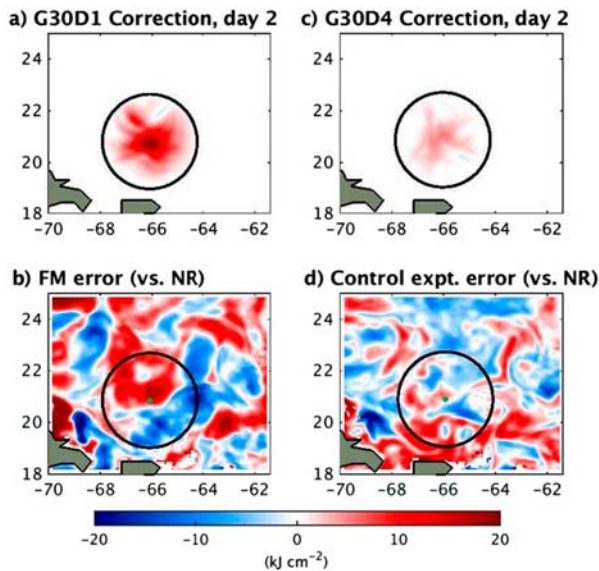 a) G30D1 Correction, day 2
24
22
20
18
-70 -68 -66 -64 -62
c) G30D4 Correction, day 2
24
22
20
18
-70 -68 -66 -64 -62
b) FM error (vs. NR)
24
22
20
18
-70 -68 -66 -64 -62
d) Control expt. error (vs. NR)
24
22
20
18
-70 -68 -66 -64 -62
-20 -10 0 10 20
(kJ cm⁻²)